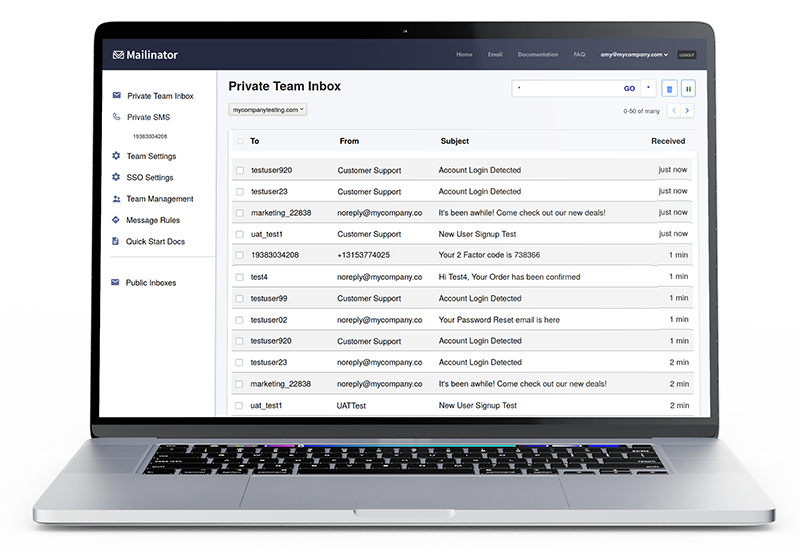 Mailinator
Home Email Documentation FAQ amy@mycompany.com LOGOUT
Private Team Inbox
Private SMS
19383034208
Team Settings
SSO Settings
Team Management
Message Rules
Quick Start Docs
Public Inboxes
Private Team Inbox
* GO *
mycompanytesting.com
0-50 of many
To From Subject Received
testuser920 Customer Support Account Login Detected just now
testuser23 Customer Support Account Login Detected just now
marketing_22838 noreply@mycompany.co It's been awhile! Come check out our new deals! just now
uat_test1 Customer Support New User Signup Test just now
19383034208 +13153774025 Your 2 Factor code is 738366 1 min
test4 noreply@mycompany.co Hi Test4, Your Order has been confirmed 1 min
testuser99 Customer Support Account Login Detected 1 min
testuser02 noreply@mycompany.co Your Password Reset email is here 1 min
testuser920 Customer Support Account Login Detected 1 min
testuser23 noreply@mycompany.co Account Login Detected 2 min
marketing_22838 noreply@mycompany.co It's been awhile! Come check out our new deals! 2 min
uat_test1 UATTest New User Signup Test 2 min